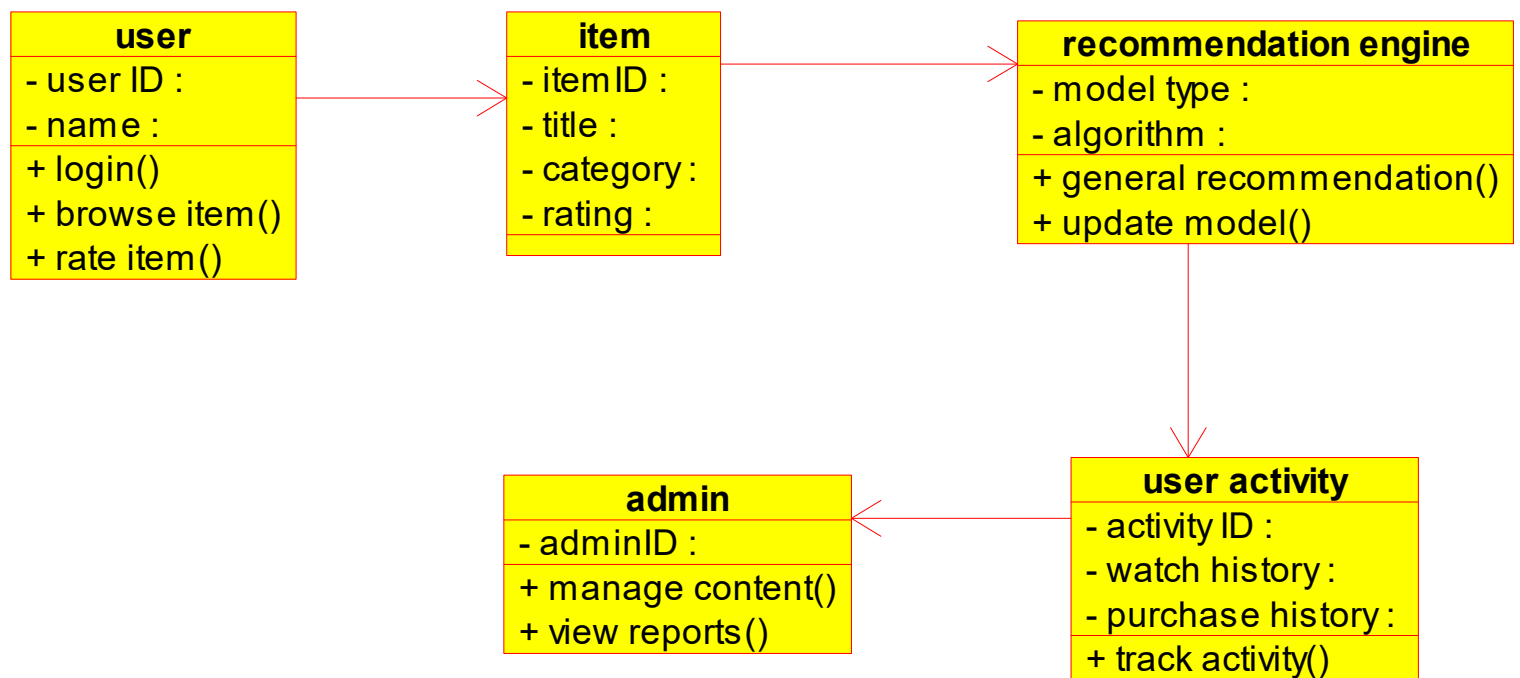 user
- user ID :
- name :
+ login()
+ browse item()
+ rate item()
item
- itemID :
- title :
- category :
- rating :
recommendation engine
- model type :
- algorithm :
+ general recommendation()
+ update model()
admin
- adminID :
+ manage content()
+ view reports()
user activity
- activity ID :
- watch history :
- purchase history :
+ track activity()